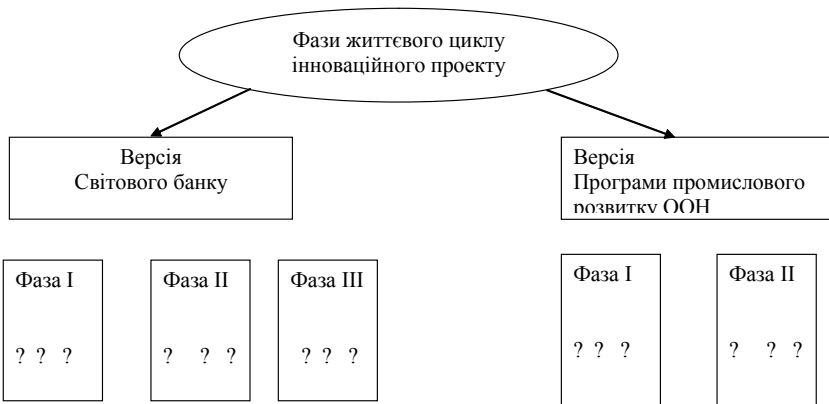 Фази життєвого циклу
інноваційного проекту
Версія
Світового банку
Версія
Програми промислового
розвитку ООН
Фаза I
? ? ?
Фаза II
? ? ?
Фаза III
? ? ?
Фаза I
? ? ?
Фаза II
? ? ?